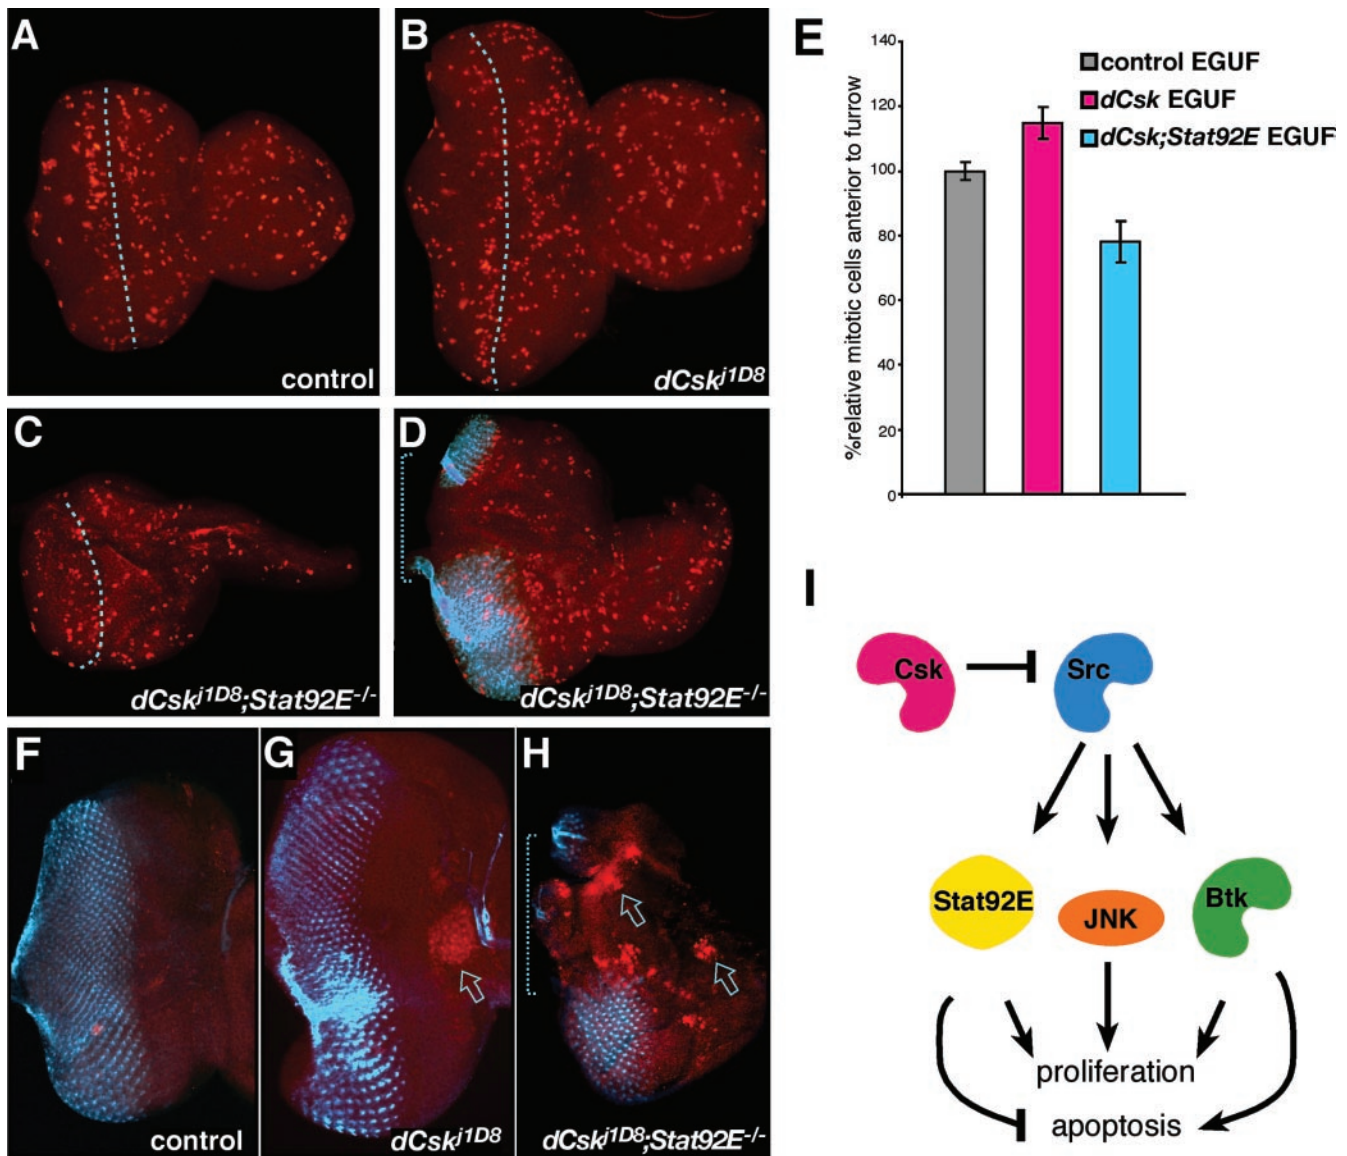 A
control
B
dCsk^j1D8
C
dCsk^j1D8;Stat92E^-/-
D
dCsk^j1D8;Stat92E^-/-
E
%relative mitotic cells anterior to furrow
140
120
100
80
60
40
20
0
control EGUF
dCsk EGUF
dCsk;Stat92E EGUF
F
control
G
dCsk^j1D8
H
dCsk^j1D8;Stat92E^-/-
I
Csk
Src
Stat92E
JNK
Btk
proliferation
apoptosis